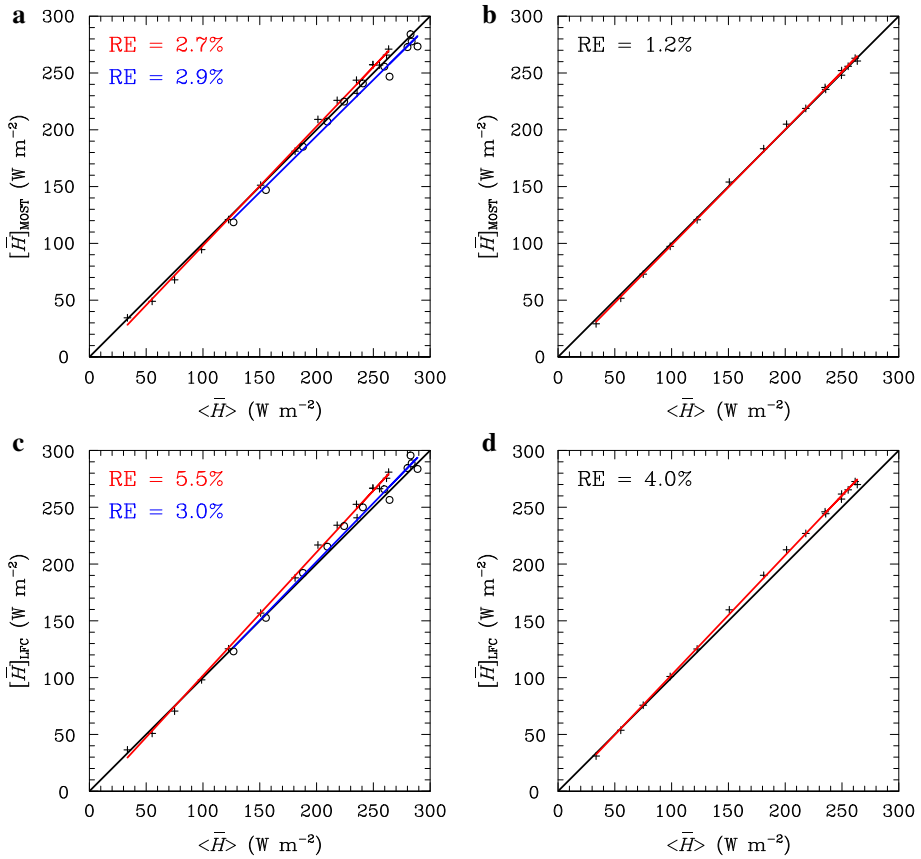 a
RE = 2.7%
RE = 2.9%
300
250
200
150
100
50
0
[H̅]MOST (W m−2)
0 50 100 150 200 250 300
<H̅> (W m−2)
b
RE = 1.2%
300
250
200
150
100
50
0
[H̅]MOST (W m−2)
0 50 100 150 200 250 300
<H̅> (W m−2)
c
RE = 5.5%
RE = 3.0%
300
250
200
150
100
50
0
[H̅]LFC (W m−2)
0 50 100 150 200 250 300
<H̅> (W m−2)
d
RE = 4.0%
300
250
200
150
100
50
0
[H̅]LFC (W m−2)
0 50 100 150 200 250 300
<H̅> (W m−2)